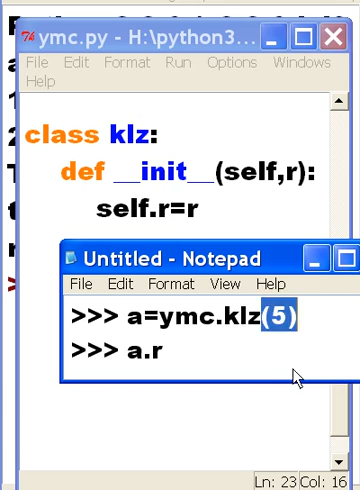 ymc.py - H:\python3...
File Edit Format Run Options Windows
Help
class klz:
def __init__(self,r):
self.r=r
Untitled - Notepad
File Edit Format View Help
>>> a=ymc.klz(5)
>>> a.r
Ln: 23 Col: 16